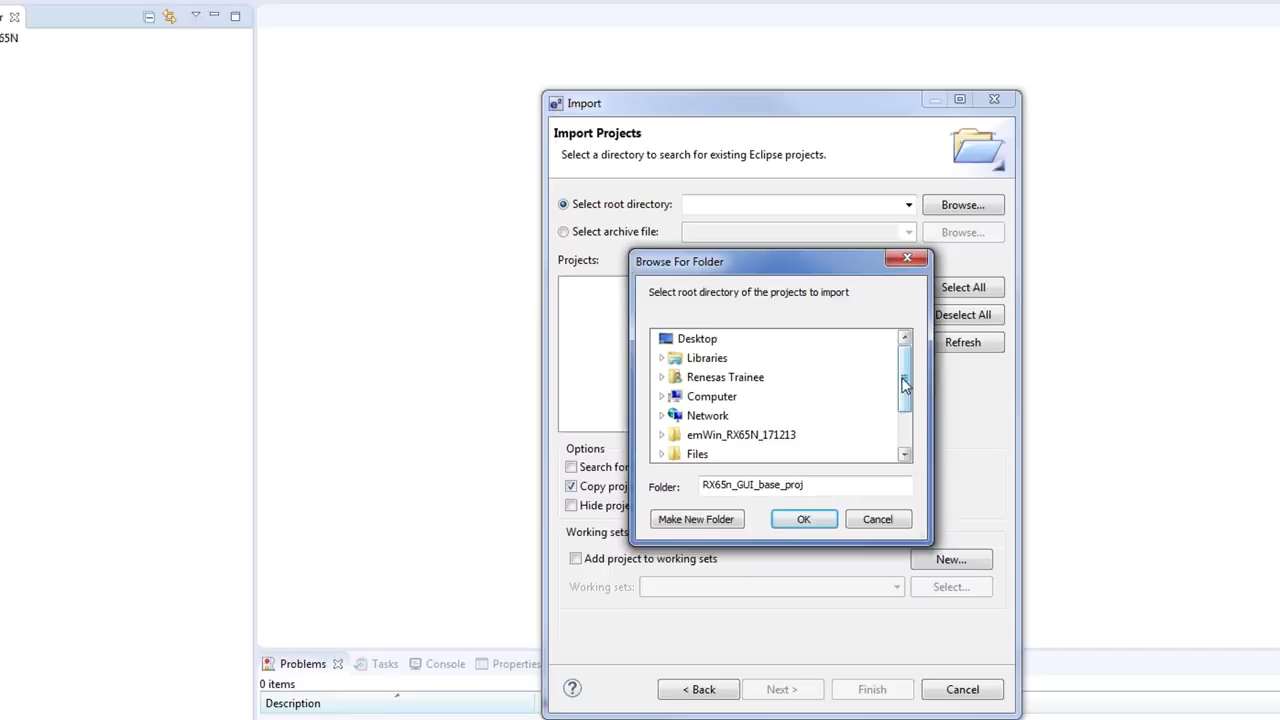 r
65N
Import
Import Projects
Select a directory to search for existing Eclipse projects.
Select root directory:
Browse...
Select archive file:
Browse...
Projects:
Browse For Folder
Select root directory of the projects to import
Select All
Deselect All
Refresh
Desktop
Libraries
Renesas Trainee
Computer
Network
emWin_RX65N_171213
Files
Options
Search for
Copy proj
Hide proje
Folder:
RX65n_GUI_base_proj
Make New Folder
OK
Cancel
Working sets
Add project to working sets
New...
Working sets:
Select...
Problems
Tasks
Console
Properties
0 items
Description
? < Back
Next >
Finish
Cancel